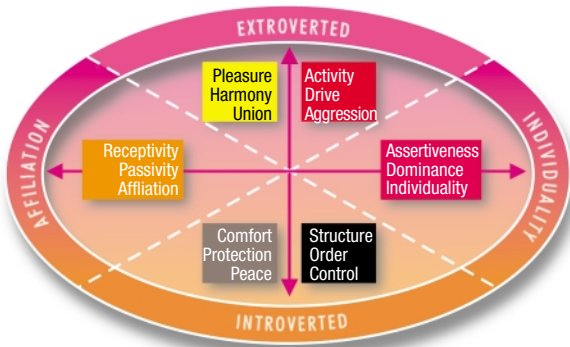 EXTROVERTED
Pleasure
Harmony
Union
Activity
Drive
Aggression
AFFILIATION
Receptivity
Passivity
Affliation
Assertiveness
Dominance
Individuality
INDIVIDUALITY
Comfort
Protection
Peace
Structure
Order
Control
INTROVERTED